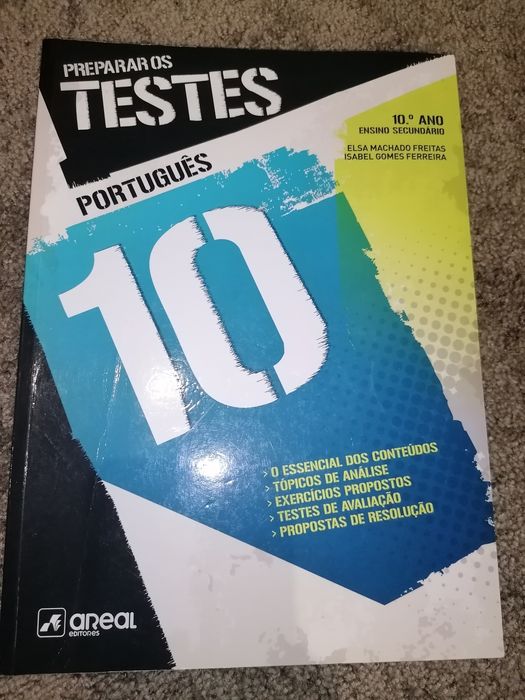 PREPARAR OS
TESTES
10.º ANO
ENSINO SECUNDÁRIO
ELSA MACHADO FREITAS
ISABEL GOMES FERREIRA
PORTUGUÊS
10
> O ESSENCIAL DOS CONTEÚDOS
> TÓPICOS DE ANÁLISE
> EXERCÍCIOS PROPOSTOS
> TESTES DE AVALIAÇÃO
> PROPOSTAS DE RESOLUÇÃO
areal
EDITORES